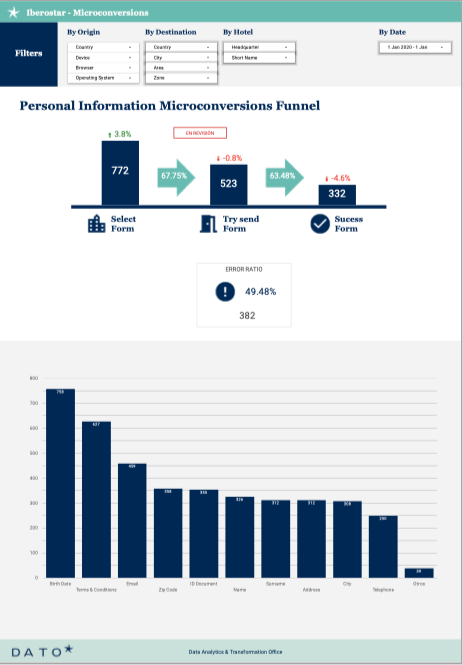 Iberostar - Microconversions
Filters
By Origin
Country
Device
Browser
Operating System
By Destination
Country
City
Area
Zone
By Hotel
Headquarter
Short Name
By Date
1 Jan 2020 - 1 Jan
Personal Information Microconversions Funnel
3.8%
EN REVISIÓN
772
67.75%
-0.8%
523
63.48%
-4.6%
332
Select
Form
Try send
Form
Sucess
Form
ERROR RATIO
49.48%
382
800
700
600
500
400
300
200
100
0
627
459
358
355
326
312
312
308
250
Birth Date
Terms & Conditions
Email
Zip Code
ID Document
Name
Surname
Address
City
Telephone
Otros
DATO
Data Analytics & Transformation Office